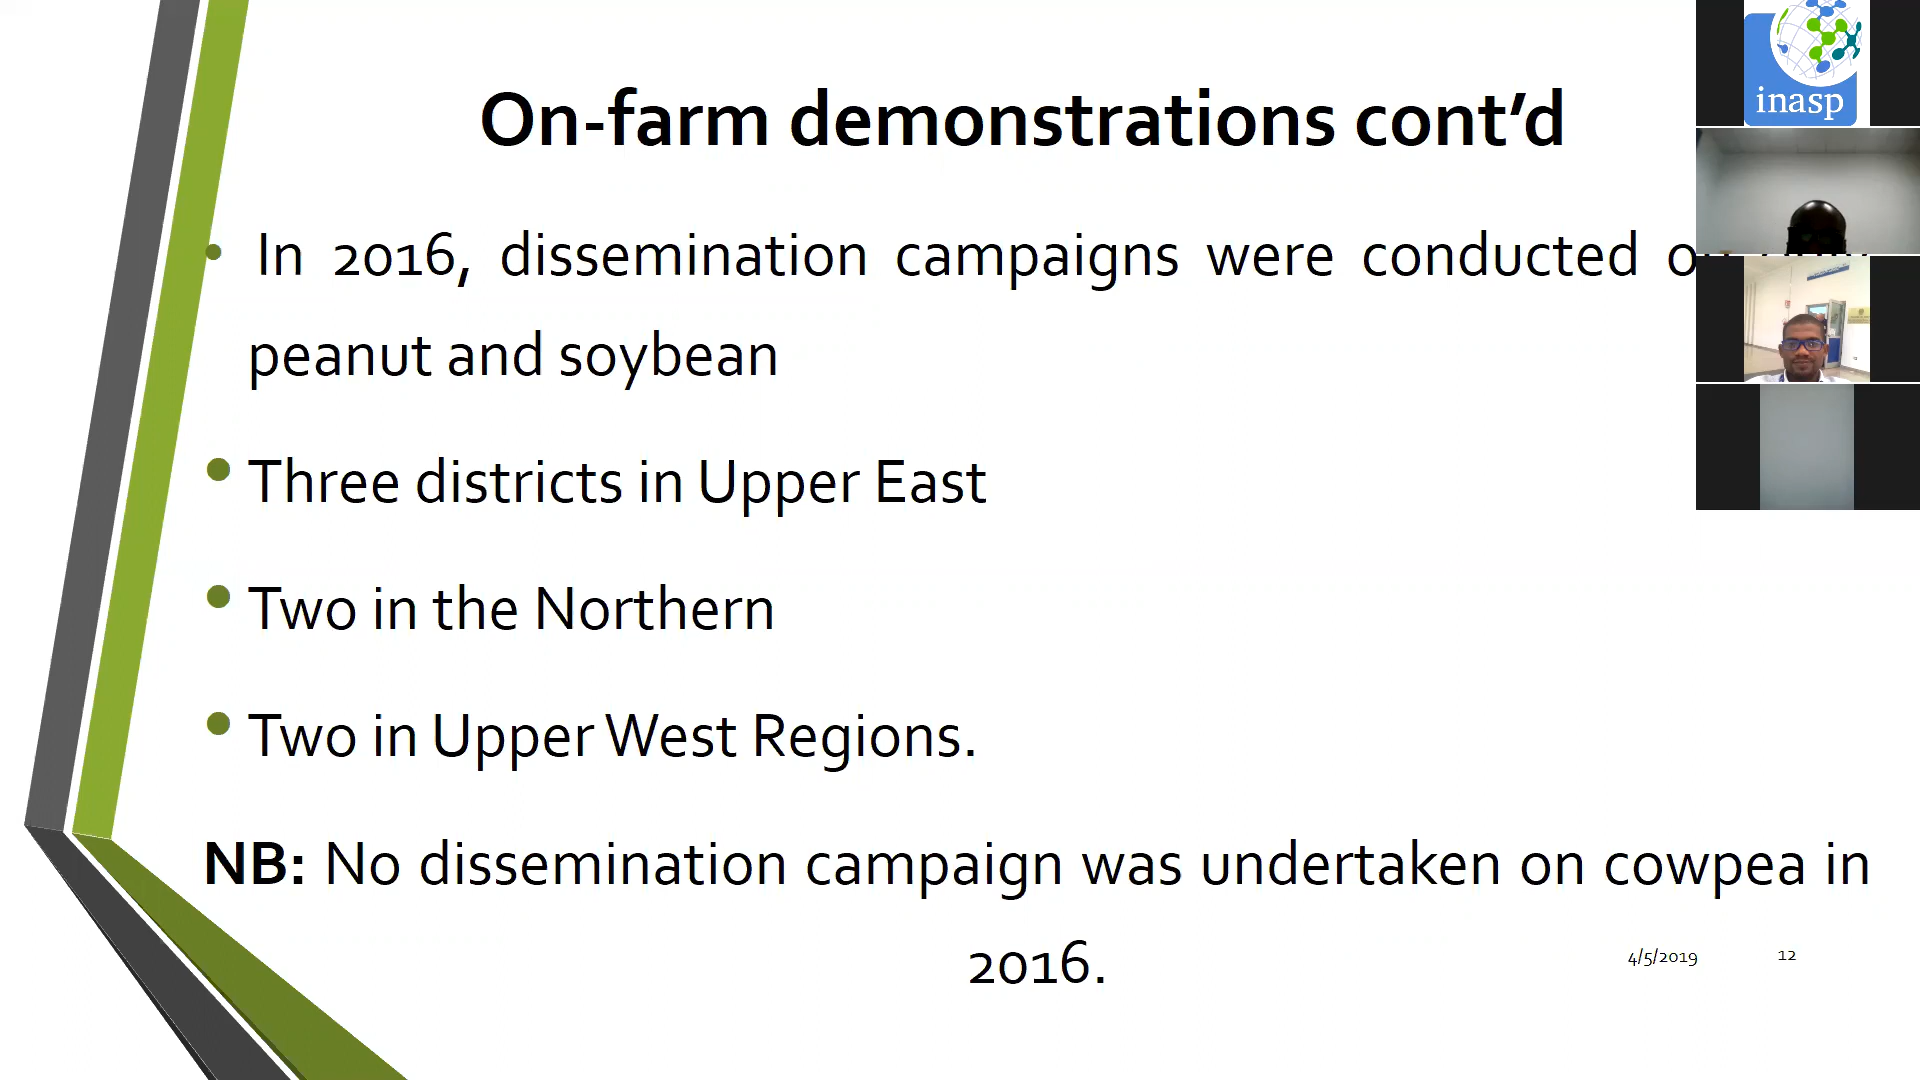 On-farm demonstrations cont’d
• In 2016, dissemination campaigns were conducted
peanut and soybean
• Three districts in Upper East
• Two in the Northern
• Two in Upper West Regions.
NB: No dissemination campaign was undertaken on cowpea in
2016.
4/5/2019 12
inasp